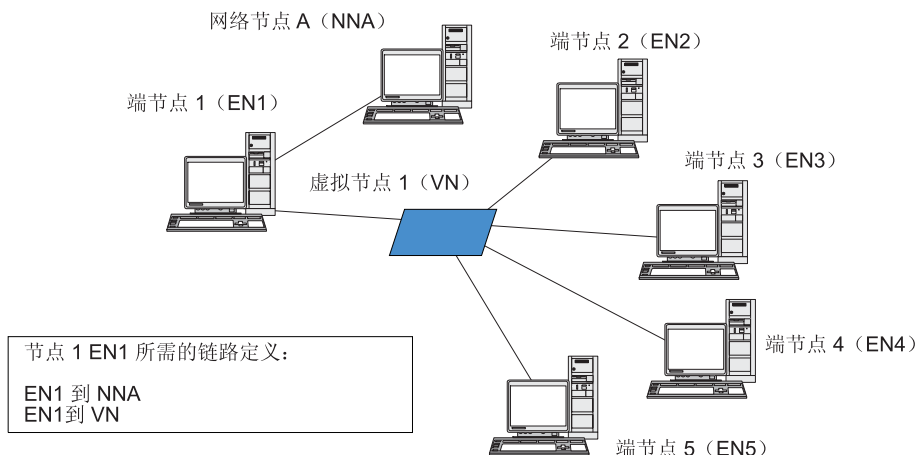 网络节点 A（NNA）
端节点 2（EN2）
端节点 1（EN1）
端节点 3（EN3）
虚拟节点 1（VN）
节点 1 EN1 所需的链路定义：
EN1 到 NNA
EN1到 VN
端节点 4（EN4）
端节点 5（EN5）